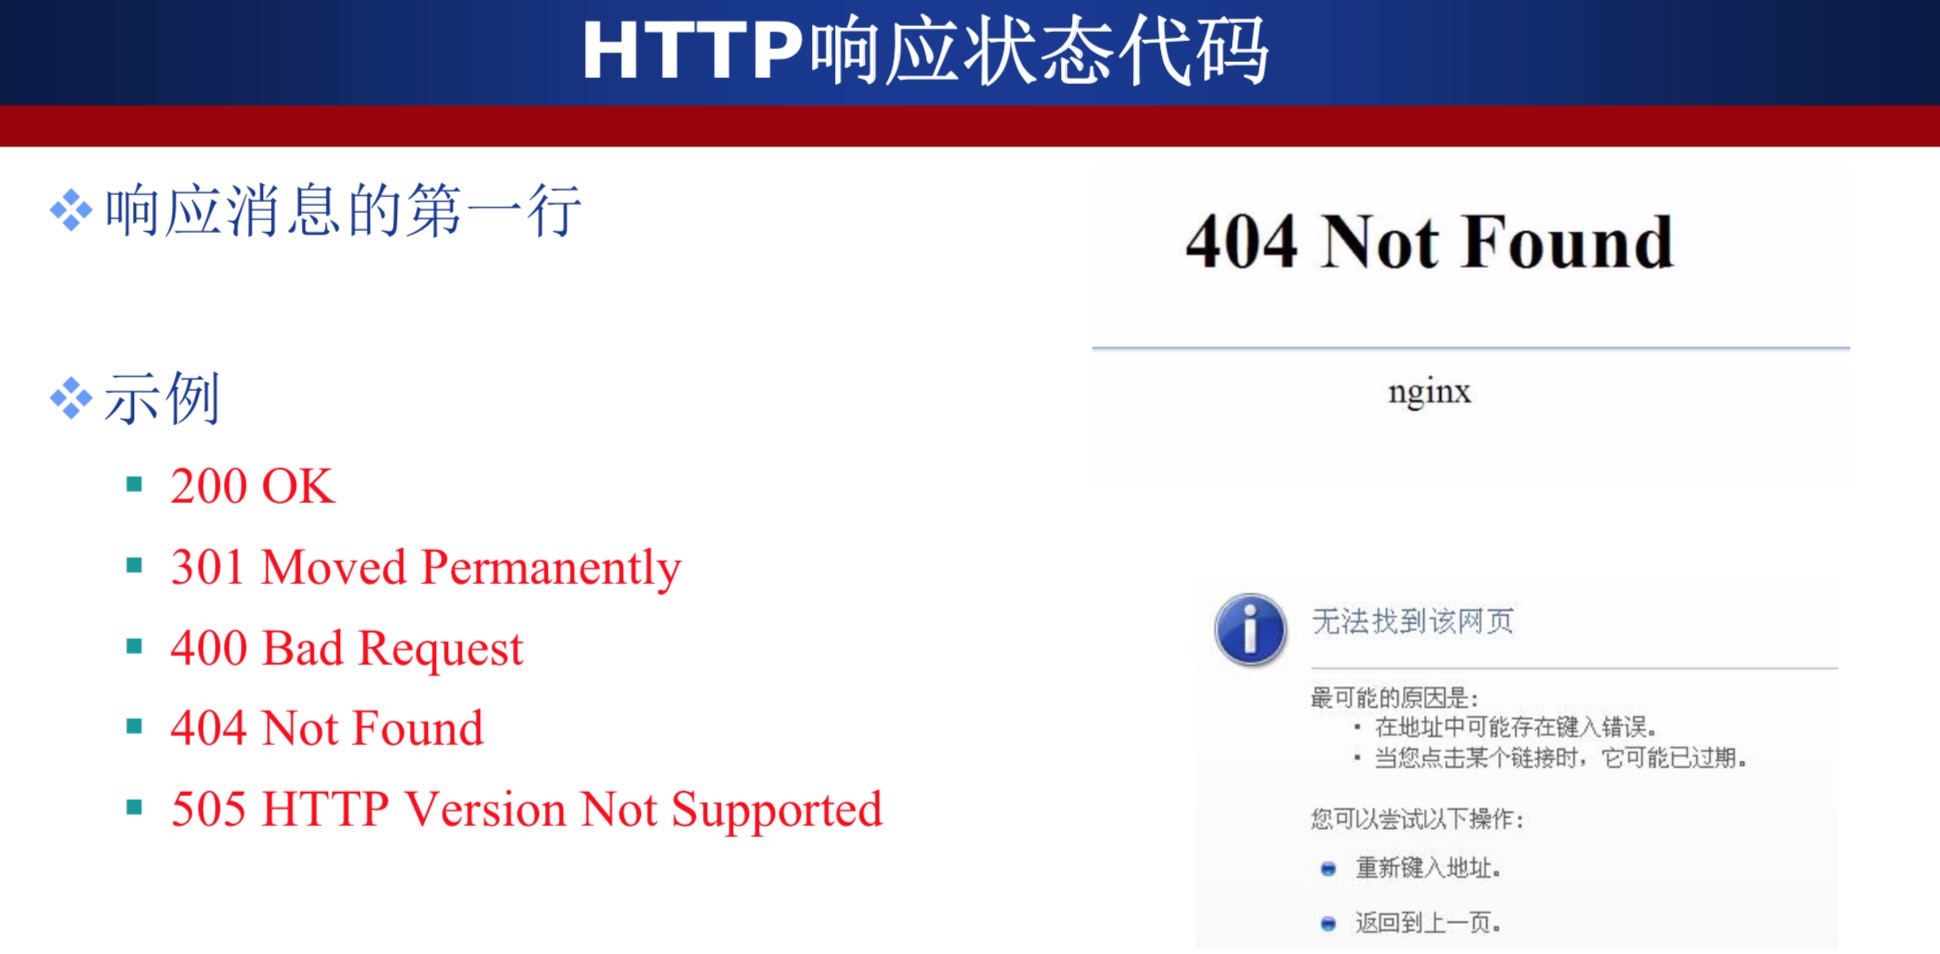 HTTP响应状态代码
响应消息的第一行
示例
200 OK
301 Moved Permanently
400 Bad Request
404 Not Found
505 HTTP Version Not Supported
404 Not Found
nginx
无法找到该网页
最可能的原因是:
在地址中可能存在键入错误。
当您点击某个链接时，它可能已过期。
您可以尝试以下操作:
重新键入地址。
返回到上一页。